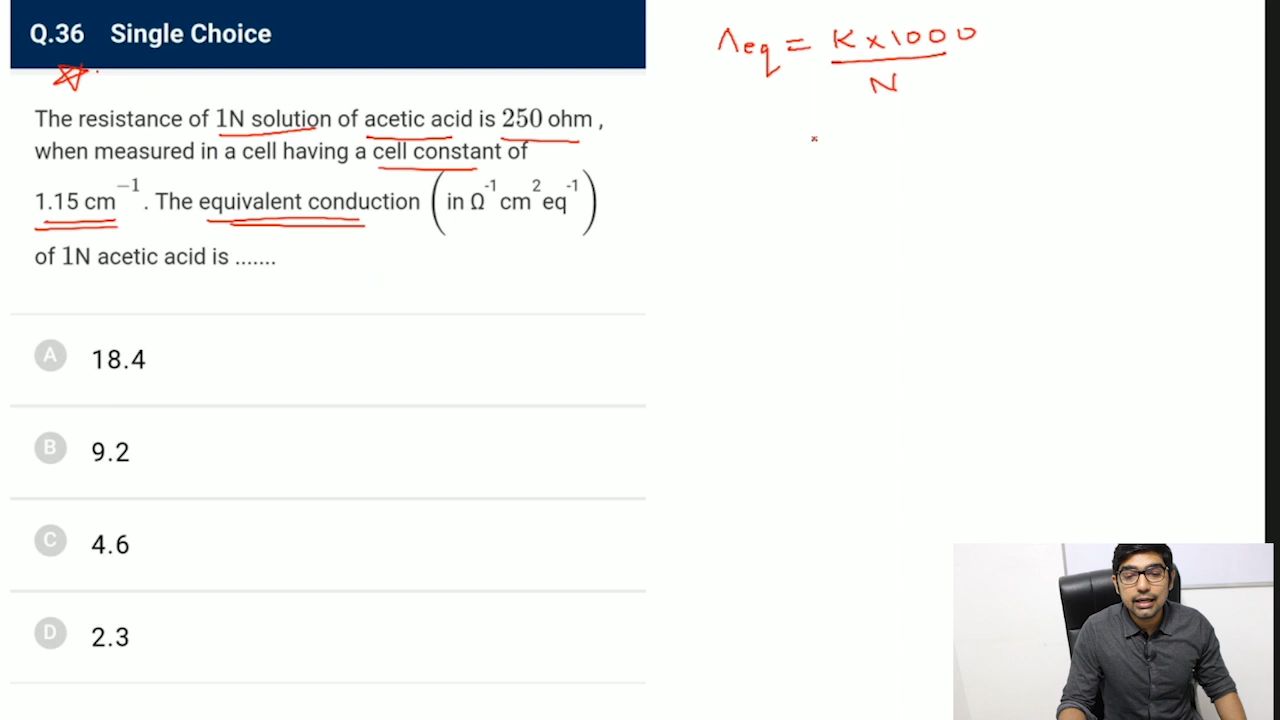 Q.36 Single Choice
The resistance of 1N solution of acetic acid is 250 ohm ,
when measured in a cell having a cell constant of
1.15 cm⁻¹ . The equivalent conduction (in Ω⁻¹ cm² eq⁻¹)
of 1N acetic acid is .......
A 18.4
B 9.2
C 4.6
D 2.3
Λeq = K×1000
N